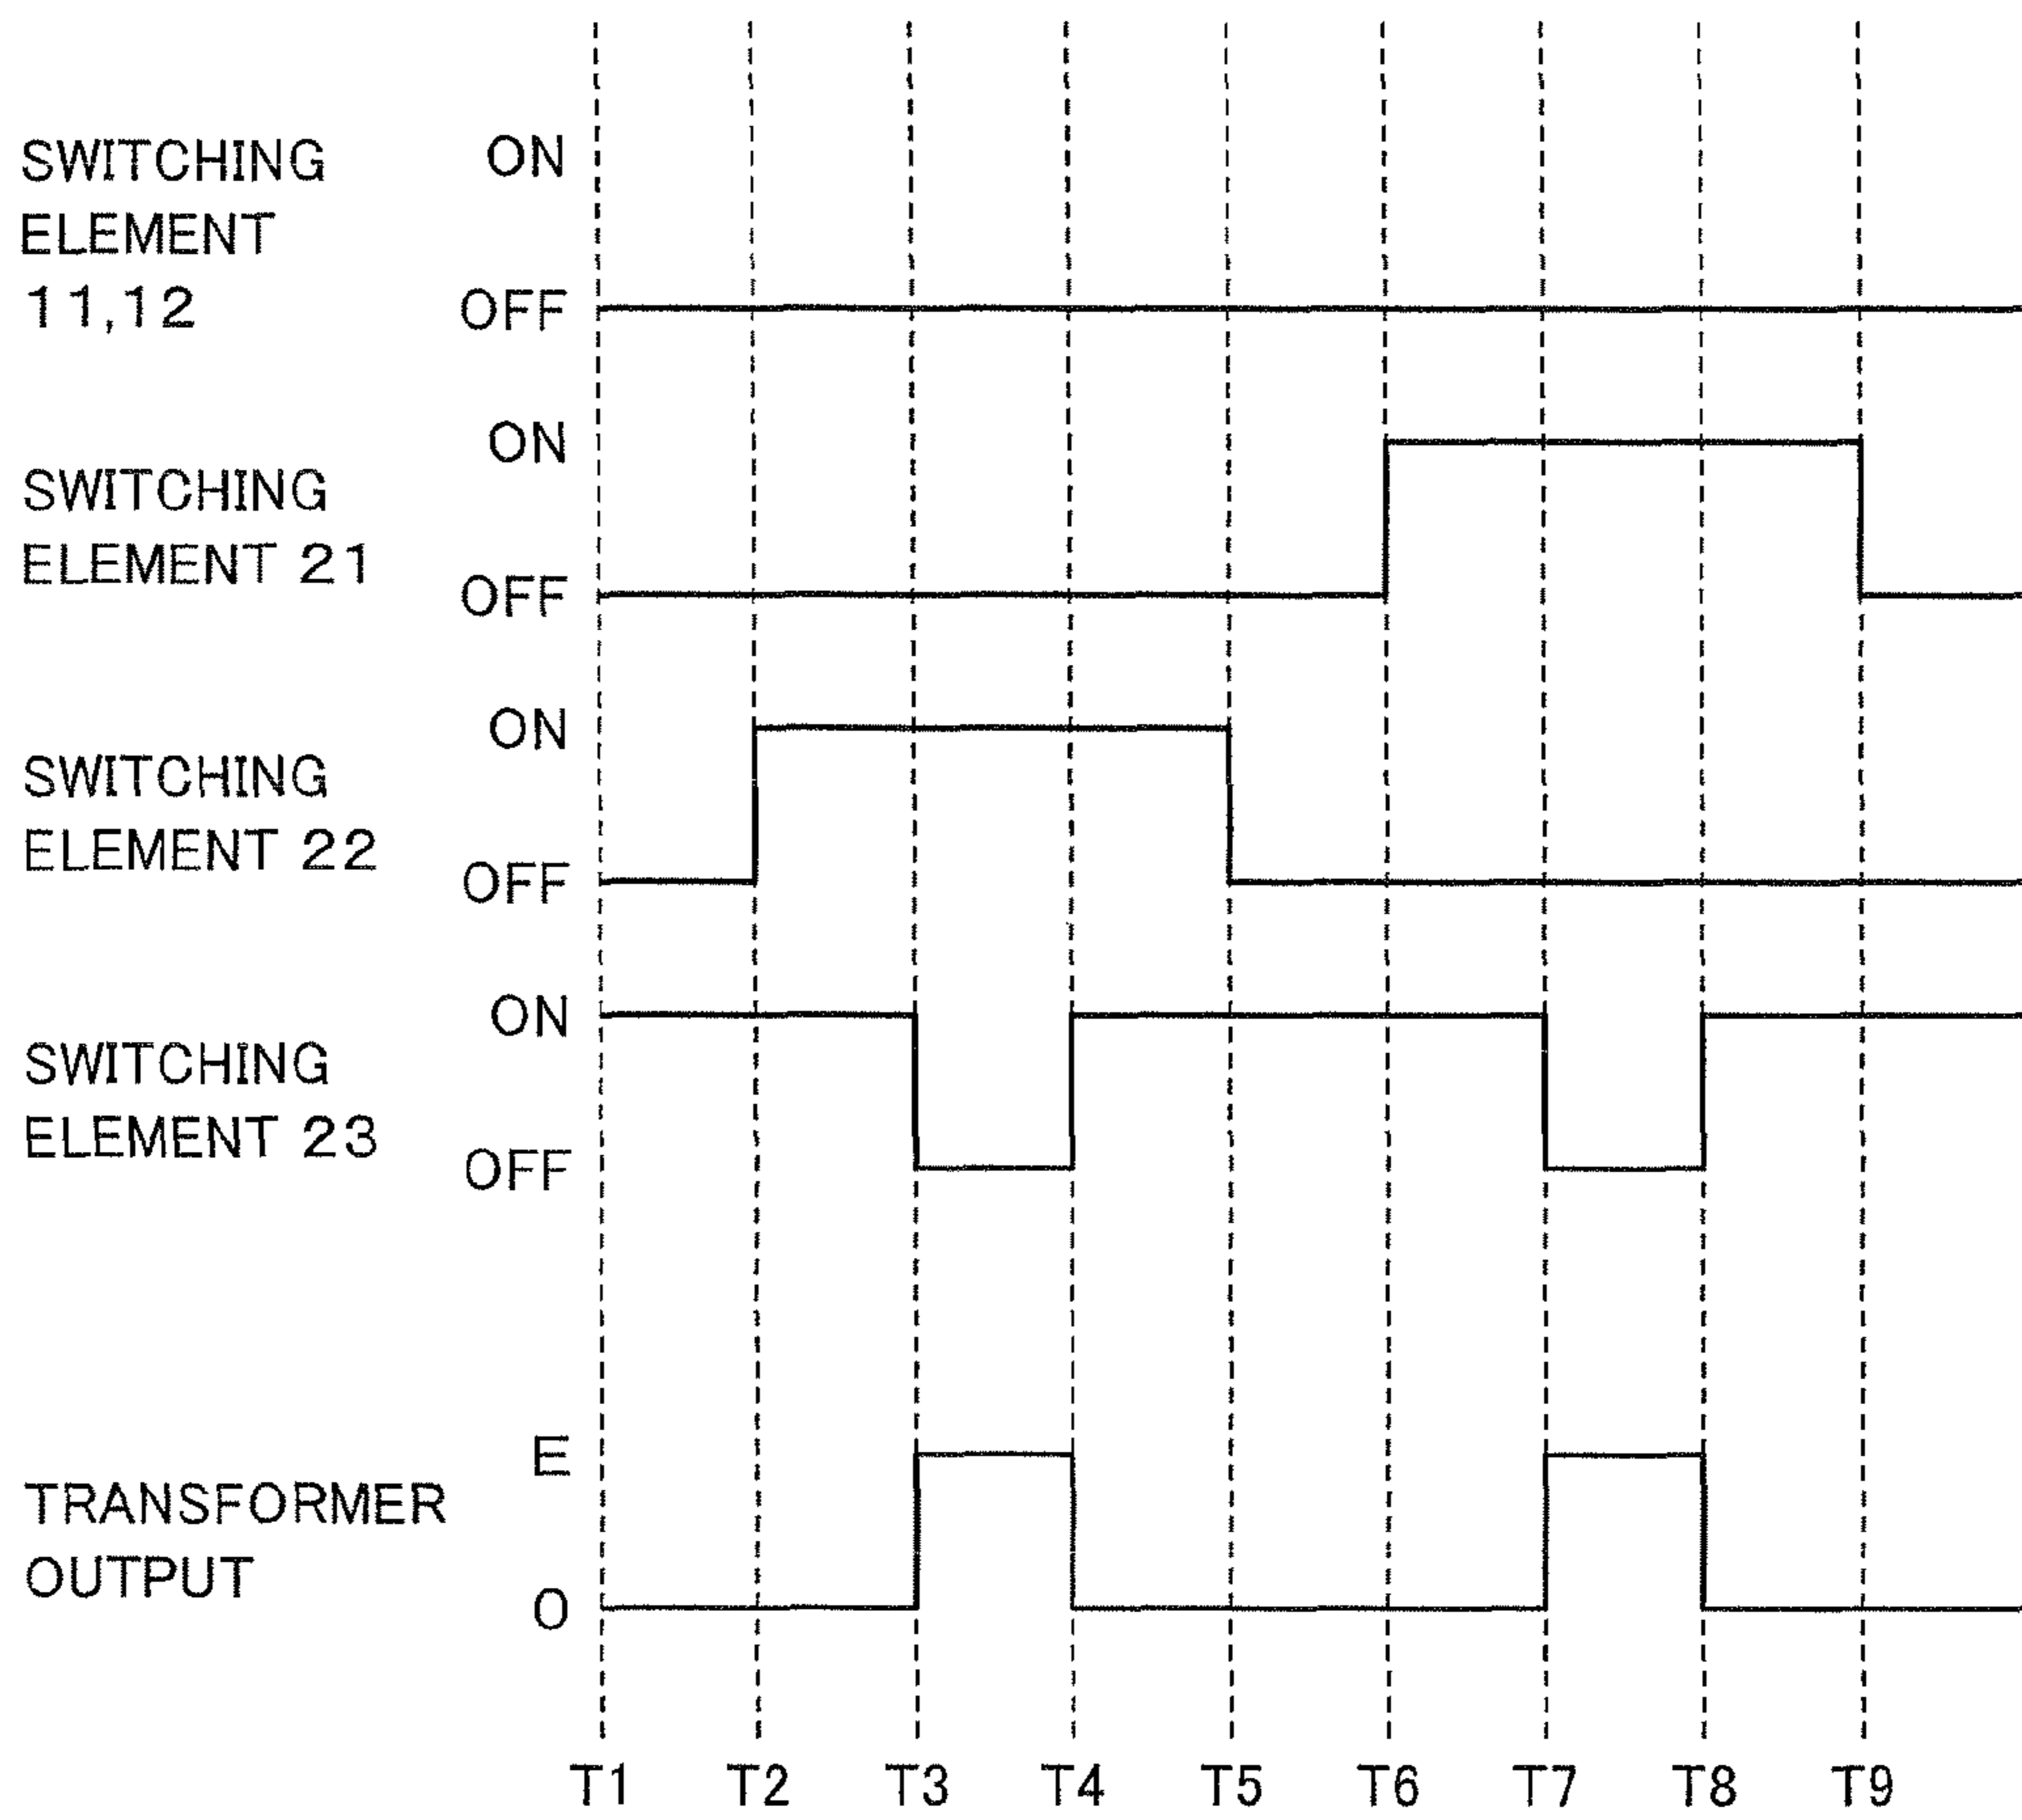 SWITCHING
ELEMENT
11,12
ON
OFF
SWITCHING
ELEMENT 21
ON
OFF
SWITCHING
ELEMENT 22
ON
OFF
SWITCHING
ELEMENT 23
ON
OFF
TRANSFORMER
OUTPUT
E
O
T1 T2 T3 T4 T5 T6 T7 T8 T9